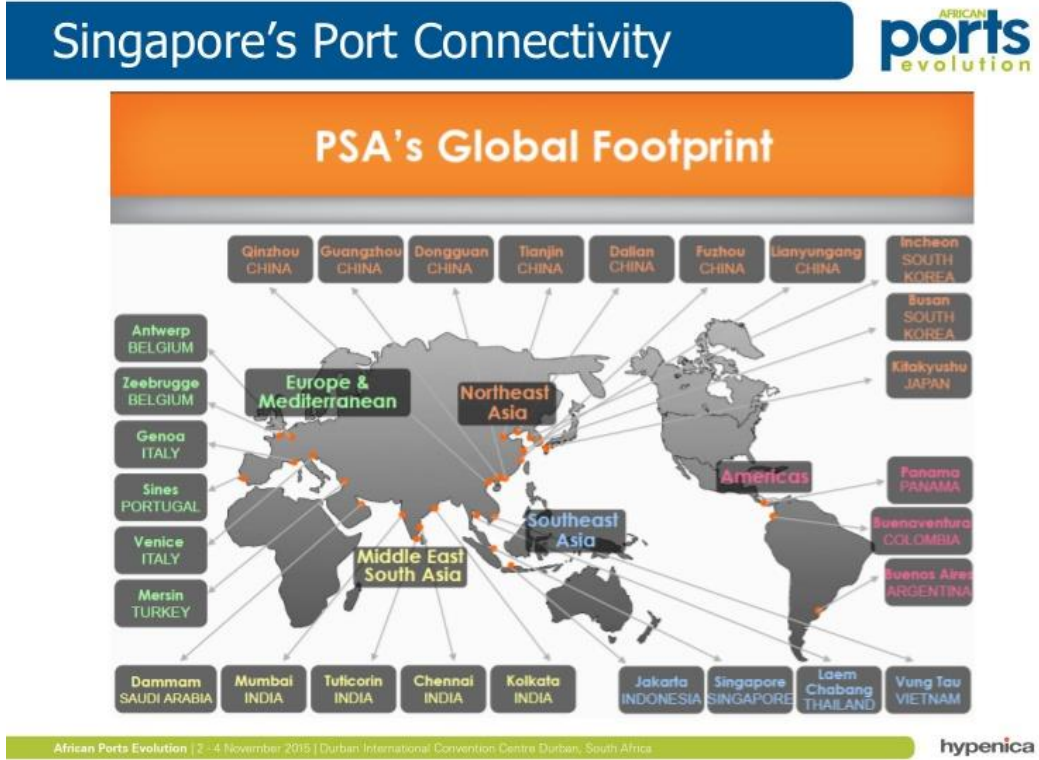 Singapore's Port Connectivity
AFRICAN
ports
evolution
PSA's Global Footprint
Qinzhou
CHINA
Guangzhou
CHINA
Dongguan
CHINA
Tianjin
CHINA
Dalian
CHINA
Fuzhou
CHINA
Lianyungang
CHINA
Incheon
SOUTH
KOREA
Busan
SOUTH
KOREA
Kitakyushu
JAPAN
Antwerp
BELGIUM
Zeebrugge
BELGIUM
Genoa
ITALY
Sines
PORTUGAL
Venice
ITALY
Mersin
TURKEY
Europe &
Mediterranean
Northeast
Asia
Americas
Southeast
Asia
Middle East
South Asia
Panama
PANAMA
Buenaventura
COLOMBIA
Buenos Aires
ARGENTINA
Dammam
SAUDI ARABIA
Mumbai
INDIA
Tuticorin
INDIA
Chennai
INDIA
Kolkata
INDIA
Jakarta
INDONESIA
Singapore
SINGAPORE
Laem
Chabang
THAILAND
Vung Tau
VIETNAM
African Ports Evolution | 2 - 4 November 2015 | Durban International Convention Centre Durban, South Africa
hypenica